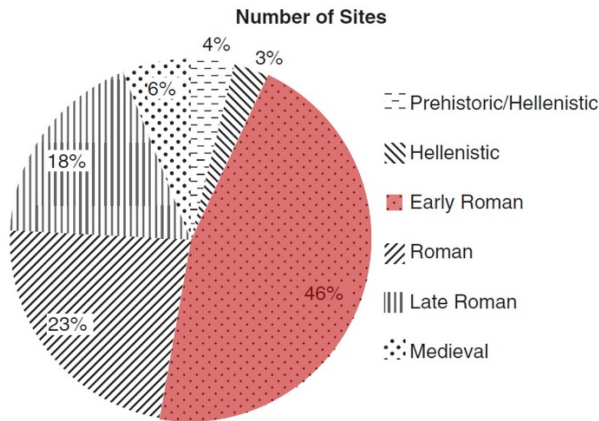 Number of Sites
4%
3%
6%
18%
46%
23%
Prehistoric/Hellenistic
Hellenistic
Early Roman
Roman
Late Roman
Medieval